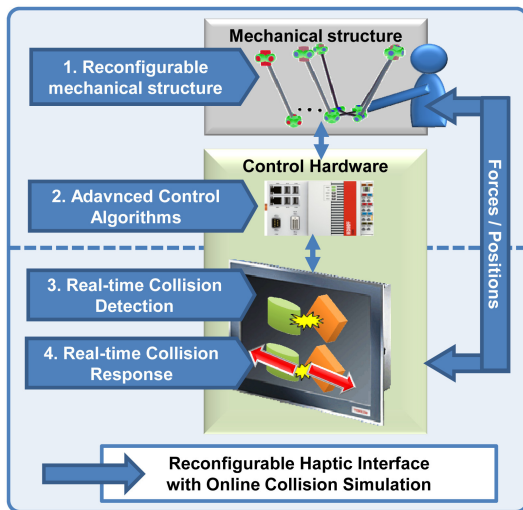 Mechanical structure
1. Reconfigurable
mechanical structure
Control Hardware
2. Adavnced Control
Algorithms
Forces / Positions
3. Real-time Collision
Detection
4. Real-time Collision
Response
Reconfigurable Haptic Interface
with Online Collision Simulation